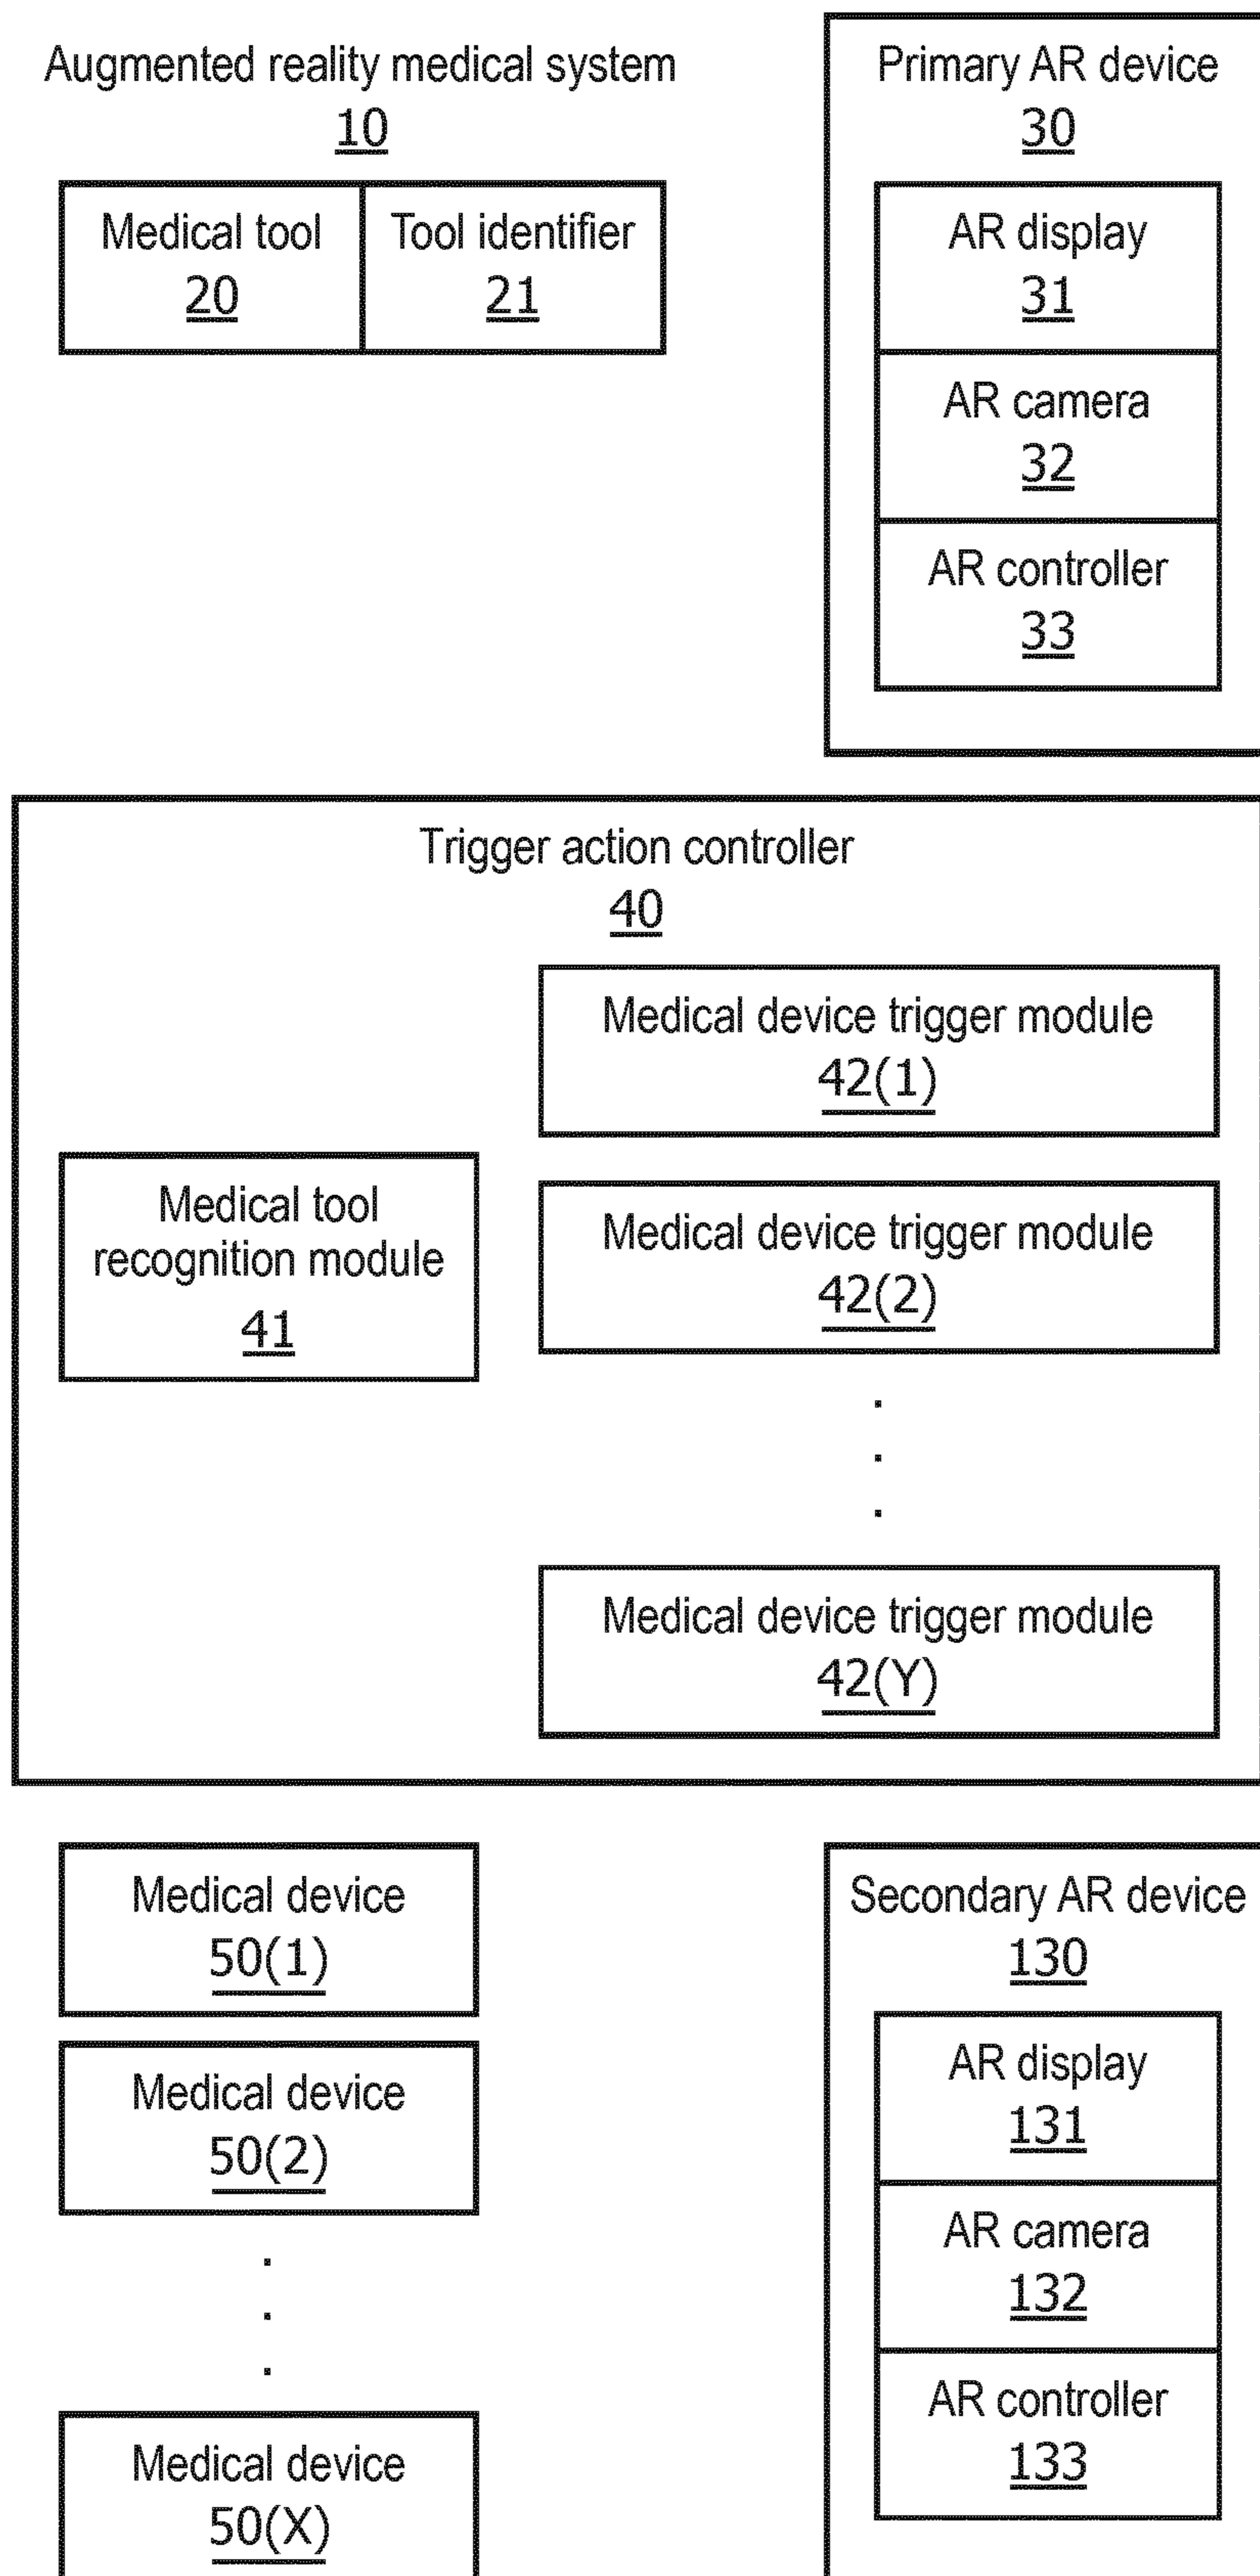 Augmented reality medical system
10
Medical tool
20
Tool identifier
21
Primary AR device
30
AR display
31
AR camera
32
AR controller
33
Trigger action controller
40
Medical device trigger module
42(1)
Medical tool
recognition module
41
Medical device trigger module
42(2)
Medical device trigger module
42(Y)
Medical device
50(1)
Medical device
50(2)
Medical device
50(X)
Secondary AR device
130
AR display
131
AR camera
132
AR controller
133